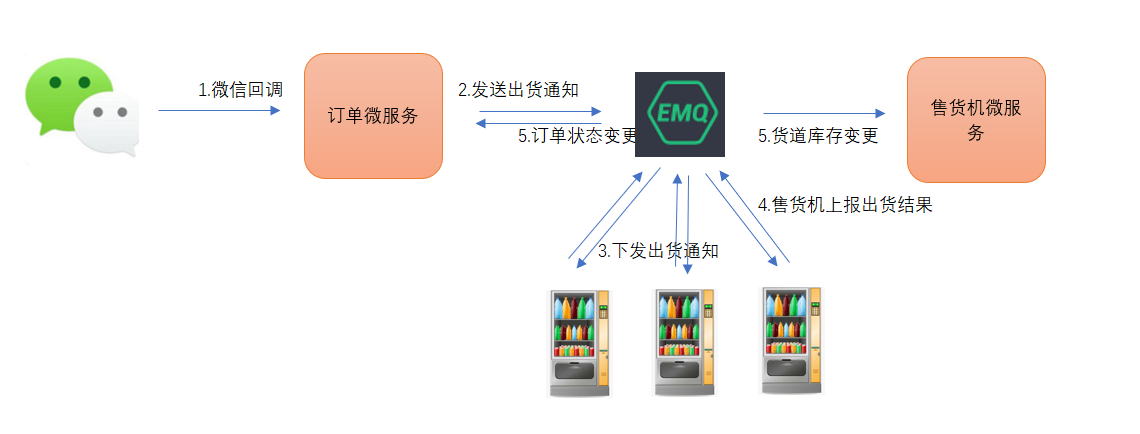 1.微信回调
订单微服务
2.发送出货通知
5.订单状态变更
EMQ
5.货道库存变更
售货机微服
务
4.售货机上报出货结果
3.下发出货通知